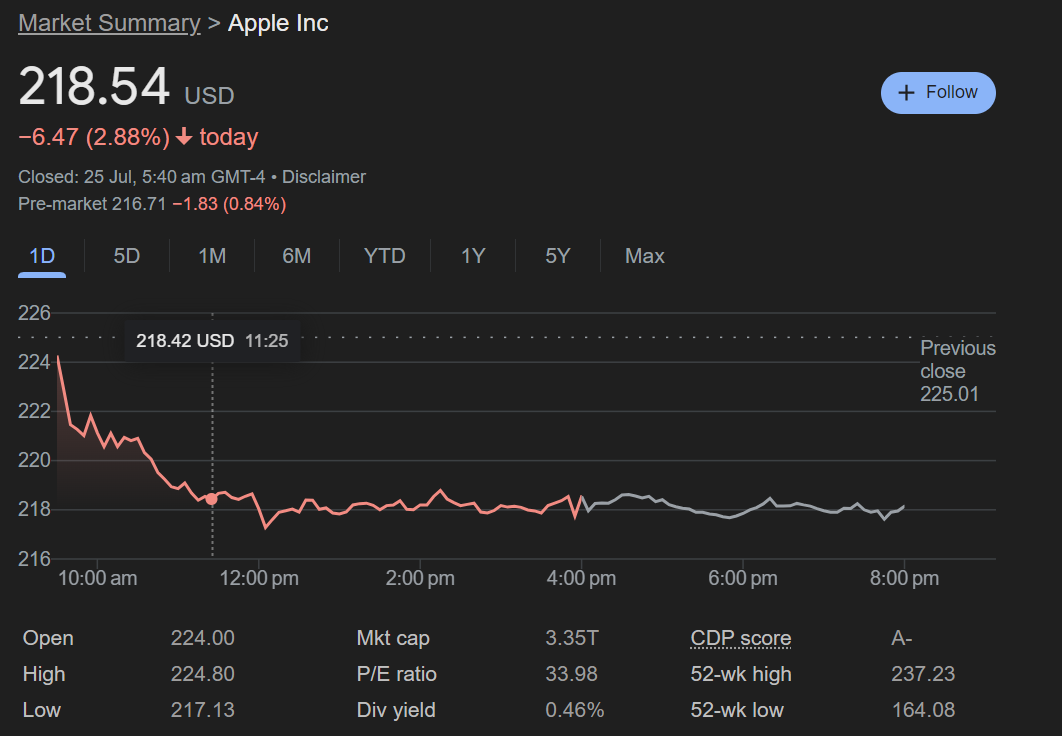 Market Summary > Apple Inc
218.54 USD
+ Follow
−6.47 (2.88%) ↓ today
Closed: 25 Jul, 5:40 am GMT-4 • Disclaimer
Pre-market 216.71 −1.83 (0.84%)
1D 5D 1M 6M YTD 1Y 5Y Max
226
218.42 USD 11:25
Previous
close
225.01
224
222
220
218
216
10:00 am 12:00 pm 2:00 pm 4:00 pm 6:00 pm 8:00 pm
Open 224.00 Mkt cap 3.35T CDP score A-
High 224.80 P/E ratio 33.98 52-wk high 237.23
Low 217.13 Div yield 0.46% 52-wk low 164.08